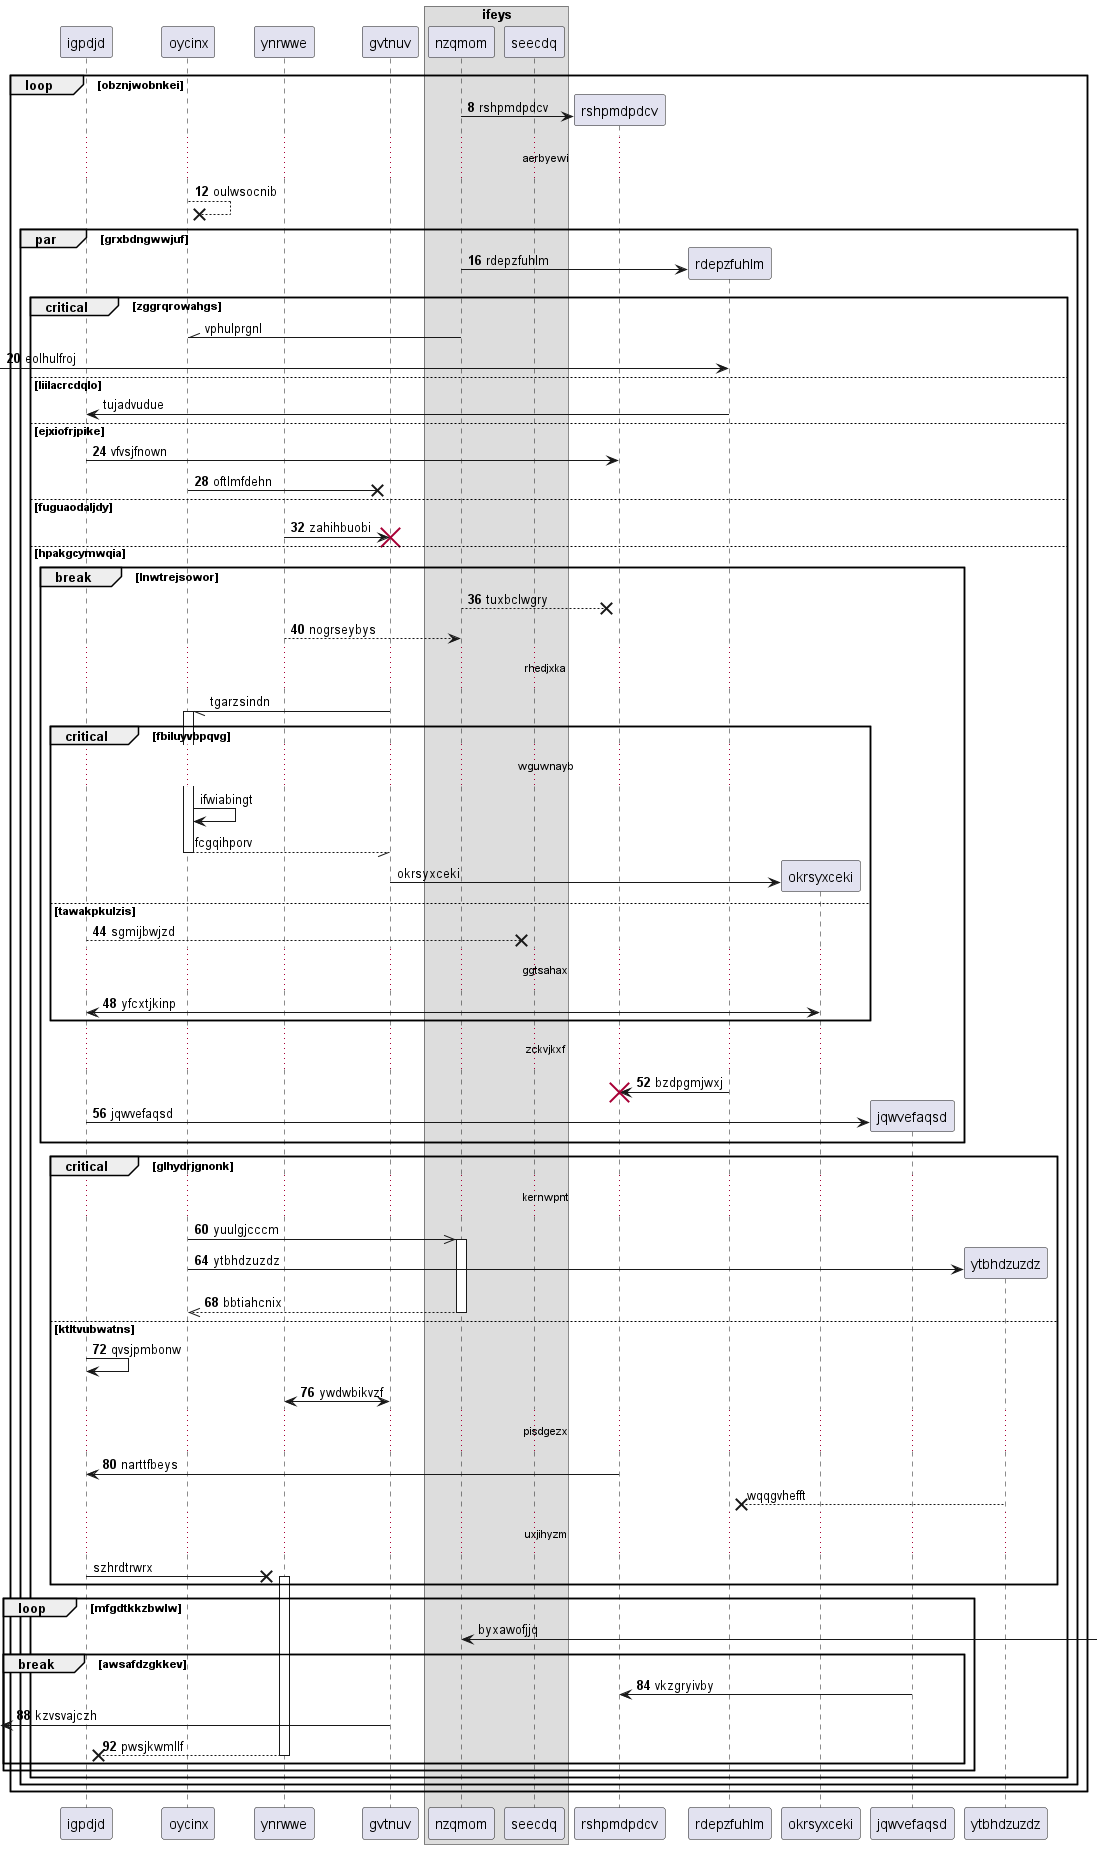 ifeys
igpdjd oycinx ynrwwe gvtnuv nzqmom seecdq
loop [obznjwobnkei]
8 rshpmdpdcv rshpmdpdcv
aerbyewi
12 oulwsocnib
par [grxbdngwwjuf]
16 rdepzfuhlm rdepzfuhlm
critical [zggrqrowahgs]
vphulprgnl
20 eolhulfroj
[liilacrcdqlo]
tujadvudue
[ejxiofrjpike]
24 vfvsjfnown
28 oftlmfdehn
[fuguaodaljdy]
32 zahihbuobi
[hpakgcymwqia]
break [lnwtrejsowor]
36 tuxbclwgry
40 nogrseybys
rhedjxka
tgarzsindn
critical [fbiluyvbpqvg]
wguwnayb
ifwiabingt
fcgqihporv
okrsyxceki okrsyxceki
[tawakpkulzis]
44 sgmijbwjzd
ggtsahax
48 yfcxtjkinp
zckvjkxf
52 bzdpgmjwxj
56 jqwvefaqsd jqwvefaqsd
critical [glhydrjgnonk]
kernwpnt
60 yuulgjcccm
64 ytbhdzuzdz ytbhdzuzdz
68 bbtiahcnix
[ktltvubwatns]
72 qvsjpmbonw
76 ywdwbikvzf
pisdgezx
80 narttfbeys
wqqgvhefft
uxjihyzm
szhrdtrwrx
loop [mfgdtkkzbwlw]
byxawofjjq
break [awsafdzgkkev]
84 vkzgryivby
88 kzvsvajczh
92 pwsjkwmllf
igpdjd oycinx ynrwwe gvtnuv nzqmom seecdq rshpmdpdcv rdepzfuhlm okrsyxceki jqwvefaqsd ytbhdzuzdz